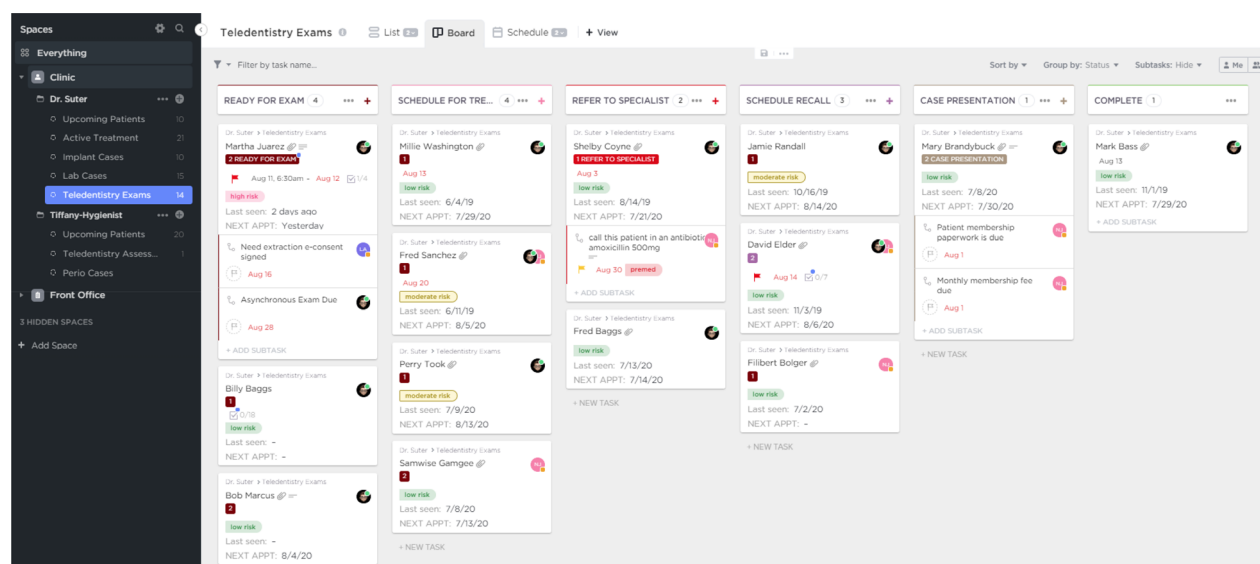 Spaces
Everything
Clinic
Dr. Suter
Upcoming Patients 10
Active Treatment 21
Implant Cases 10
Lab Cases 15
Teledentistry Exams 14
Tiffany-Hygienist
Upcoming Patients 20
Teledentistry Assess... 1
Perio Cases
Front Office
3 HIDDEN SPACES
+ Add Space
Teledentistry Exams
List
Board
Schedule
+ View
Filter by task name...
Sort by
Group by: Status
Subtasks: Hide
Me
READY FOR EXAM 4
Dr. Suter > Teledentistry Exams
Martha Juarez
2 READY FOR EXAM
Aug 11, 6:30am - Aug 12 1/4
high risk
Last seen: 2 days ago
NEXT APPT: Yesterday
Need extraction e-consent
signed
Aug 16
Asynchronous Exam Due
Aug 28
+ ADD SUBTASK
Dr. Suter > Teledentistry Exams
Billy Baggs
1
0/18
low risk
Last seen: -
NEXT APPT: -
Dr. Suter > Teledentistry Exams
Bob Marcus
2
low risk
Last seen: -
NEXT APPT: 8/4/20
SCHEDULE FOR TRE... 4
Dr. Suter > Teledentistry Exams
Millie Washington
1
Aug 13
low risk
Last seen: 6/4/19
NEXT APPT: 7/29/20
Dr. Suter > Teledentistry Exams
Fred Sanchez
1
Aug 20
moderate risk
Last seen: 6/11/19
NEXT APPT: 8/5/20
Dr. Suter > Teledentistry Exams
Perry Took
1
moderate risk
Last seen: 7/9/20
NEXT APPT: 8/13/20
Dr. Suter > Teledentistry Exams
Samwise Gamgee
2
low risk
Last seen: 7/8/20
NEXT APPT: 7/13/20
+ NEW TASK
REFER TO SPECIALIST 2
Dr. Suter > Teledentistry Exams
Shelby Coyne
1 REFER TO SPECIALIST
Aug 3
low risk
Last seen: 8/14/19
NEXT APPT: 7/21/20
call this patient in an antibiotic
amoxicillin 500mg
Aug 30 premed
+ ADD SUBTASK
Dr. Suter > Teledentistry Exams
Fred Baggs
low risk
Last seen: 7/13/20
NEXT APPT: 7/14/20
+ NEW TASK
SCHEDULE RECALL 3
Dr. Suter > Teledentistry Exams
Jamie Randall
1
moderate risk
Last seen: 10/16/19
NEXT APPT: 8/14/20
Dr. Suter > Teledentistry Exams
David Elder
2
Aug 14 0/7
low risk
Last seen: 11/3/19
NEXT APPT: 8/6/20
Dr. Suter > Teledentistry Exams
Filibert Bolger
1
low risk
Last seen: 7/2/20
NEXT APPT: -
+ NEW TASK
CASE PRESENTATION 1
Dr. Suter > Teledentistry Exams
Mary Brandybuck
2 CASE PRESENTATION
low risk
Last seen: 7/8/20
NEXT APPT: 7/30/20
Patient membership
paperwork is due
Aug 1
Monthly membership fee
due
Aug 1
+ ADD SUBTASK
+ NEW TASK
COMPLETE 1
Dr. Suter > Teledentistry Exams
Mark Bass
Aug 13
low risk
Last seen: 11/1/19
NEXT APPT: 7/29/20
+ ADD SUBTASK